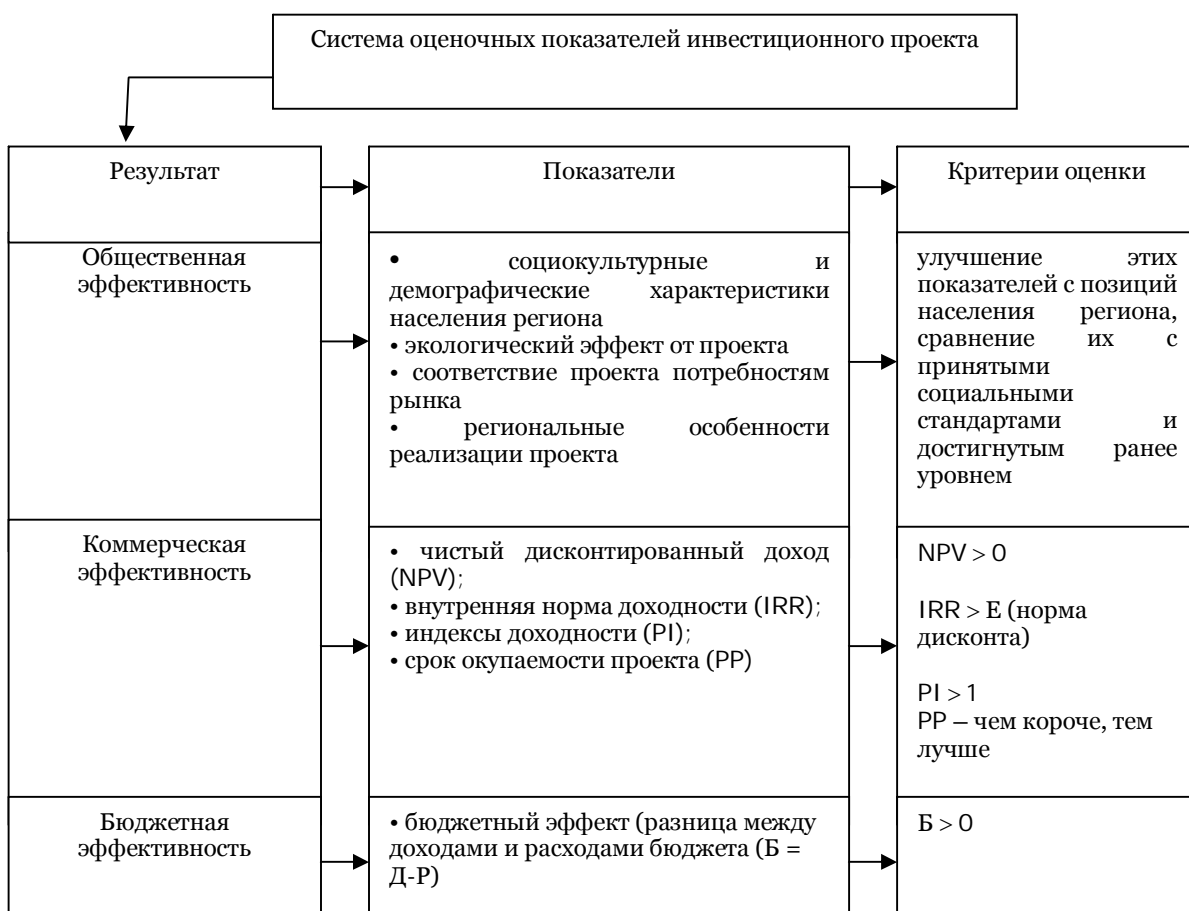 Система оценочных показателей инвестиционного проекта
Результат
Показатели
Критерии оценки
Общественная
эффективность
• социокультурные и
демографические характеристики
населения региона
• экологический эффект от проекта
• соответствие проекта потребностям
рынка
• региональные особенности
реализации проекта
улучшение этих
показателей с позиций
населения региона,
сравнение их с
принятыми
социальными
стандартами и
достигнутым ранее
уровнем
Коммерческая
эффективность
• чистый дисконтированный доход
(NPV);
• внутренняя норма доходности (IRR);
• индексы доходности (PI);
• срок окупаемости проекта (PP)
NPV > 0
IRR > E (норма
дисконта)
PI > 1
PP – чем короче, тем
лучше
Бюджетная
эффективность
• бюджетный эффект (разница между
доходами и расходами бюджета (Б =
Д-Р)
Б > 0